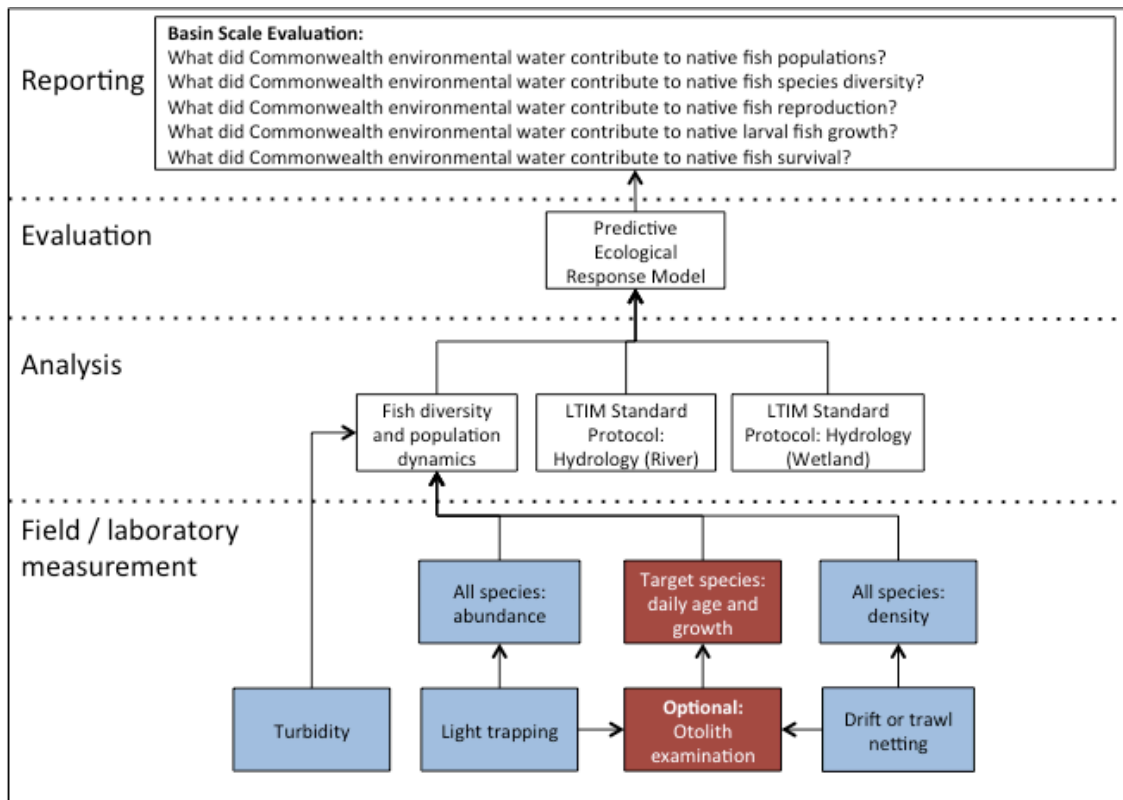 Reporting
Basin Scale Evaluation:
What did Commonwealth environmental water contribute to native fish populations?
What did Commonwealth environmental water contribute to native fish species diversity?
What did Commonwealth environmental water contribute to native fish reproduction?
What did Commonwealth environmental water contribute to native larval fish growth?
What did Commonwealth environmental water contribute to native fish survival?
Evaluation
Predictive
Ecological
Response Model
Analysis
Fish diversity
and population
dynamics
LTIM Standard
Protocol:
Hydrology (River)
LTIM Standard
Protocol: Hydrology
(Wetland)
Field / laboratory
measurement
All species:
abundance
Target species:
daily age and
growth
All species:
density
Turbidity
Light trapping
Optional:
Otolith
examination
Drift or trawl
netting